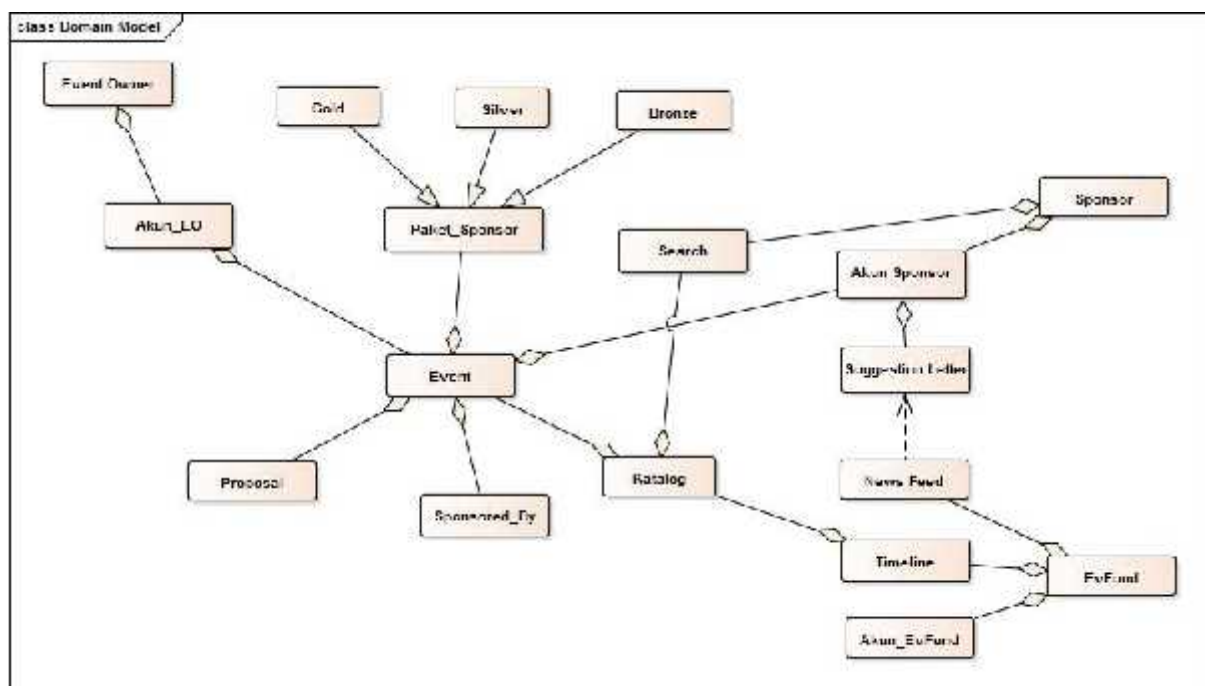 class Domain Model
Event Owner
Gold
Silver
Bronze
Sponsor
Akun_EO
Paket_Sponsor
Search
Akun Sponsor
Event
Suggestion Letter
Proposal
Sponsored_By
Katalog
News Feed
Timeline
EvFund
Akun_EvFund